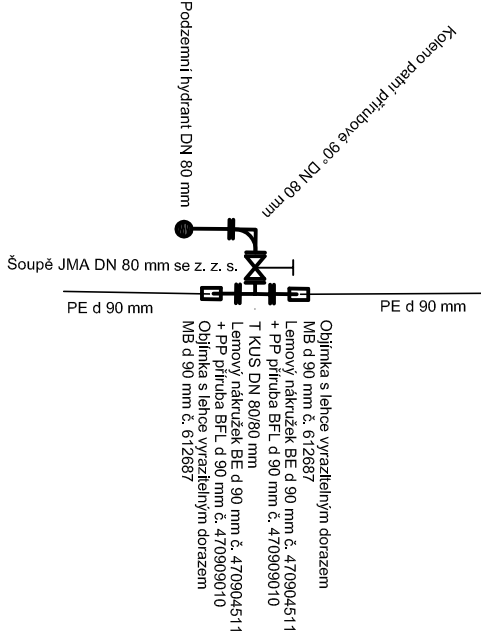 Podzemní hydrant DN 80 mm
Koleno patní přírubové 90° DN 80 mm
Šoupě JMA DN 80 mm se z. z. s.
PE d 90 mm
PE d 90 mm
Objímka s lehce vyrazitelným dorazem
MB d 90 mm č. 612687
Lemový nákružek BE d 90 mm č. 470904511
+ PP příruba BFL d 90 mm č. 470909010
T KUS DN 80/80 mm
Lemový nákružek BE d 90 mm č. 470904511
+ PP příruba BFL d 90 mm č. 470909010
Objímka s lehce vyrazitelným dorazem
MB d 90 mm č. 612687